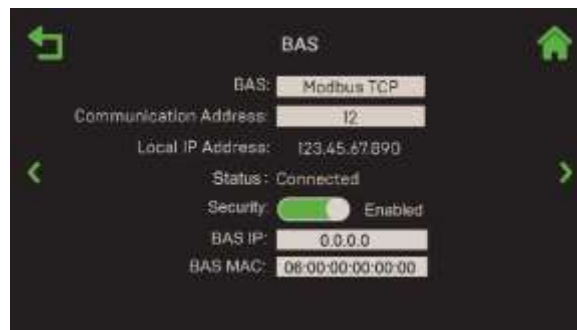 BAS
BAS: Modbus TCP
Communication Address: 12
Local IP Address: 123.45.67.890
Status: Connected
Security: Enabled
BAS IP: 0.0.0.0
BAS MAC: 06:00:00:00:00:00